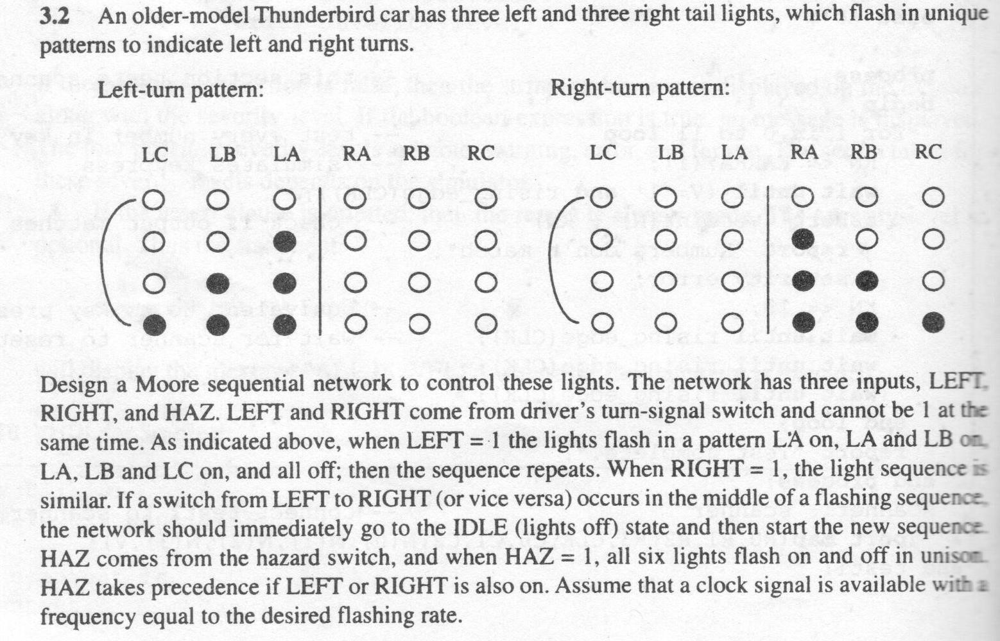 3.2 An older-model Thunderbird car has three left and three right tail lights, which flash in unique
patterns to indicate left and right turns.
Left-turn pattern: Right-turn pattern:
LC LB LA RA RB RC LC LB LA RA RB RC
Design a Moore sequential network to control these lights. The network has three inputs, LEFT,
RIGHT, and HAZ. LEFT and RIGHT come from driver's turn-signal switch and cannot be 1 at the
same time. As indicated above, when LEFT = 1 the lights flash in a pattern LA on, LA and LB on,
LA, LB and LC on, and all off; then the sequence repeats. When RIGHT = 1, the light sequence is
similar. If a switch from LEFT to RIGHT (or vice versa) occurs in the middle of a flashing sequence,
the network should immediately go to the IDLE (lights off) state and then start the new sequence.
HAZ comes from the hazard switch, and when HAZ = 1, all six lights flash on and off in unison.
HAZ takes precedence if LEFT or RIGHT is also on. Assume that a clock signal is available with a
frequency equal to the desired flashing rate.